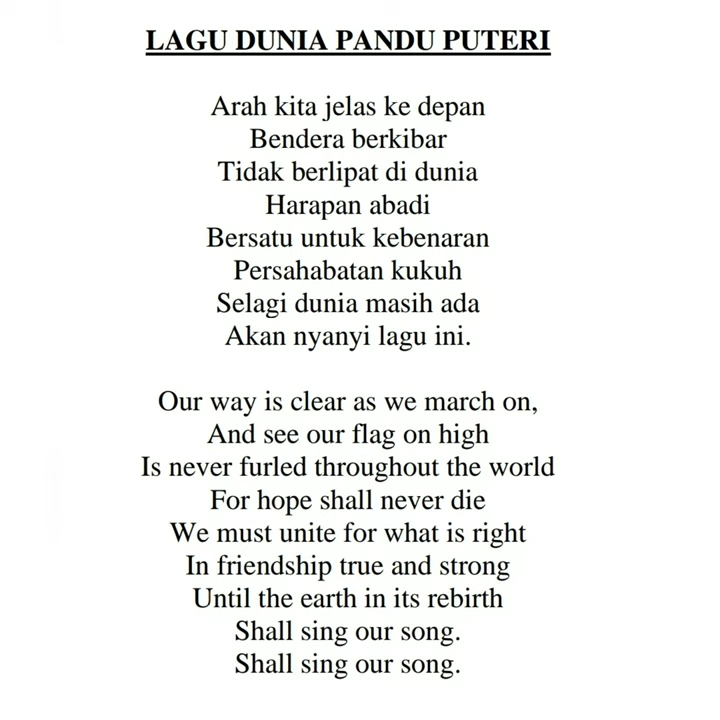 LAGU DUNIA PANDU PUTERI
Arah kita jelas ke depan
Bendera berkibar
Tidak berlipat di dunia
Harapan abadi
Bersatu untuk kebenaran
Persahabatan kukuh
Selagi dunia masih ada
Akan nyanyi lagu ini.
Our way is clear as we march on,
And see our flag on high
Is never furled throughout the world
For hope shall never die
We must unite for what is right
In friendship true and strong
Until the earth in its rebirth
Shall sing our song.
Shall sing our song.